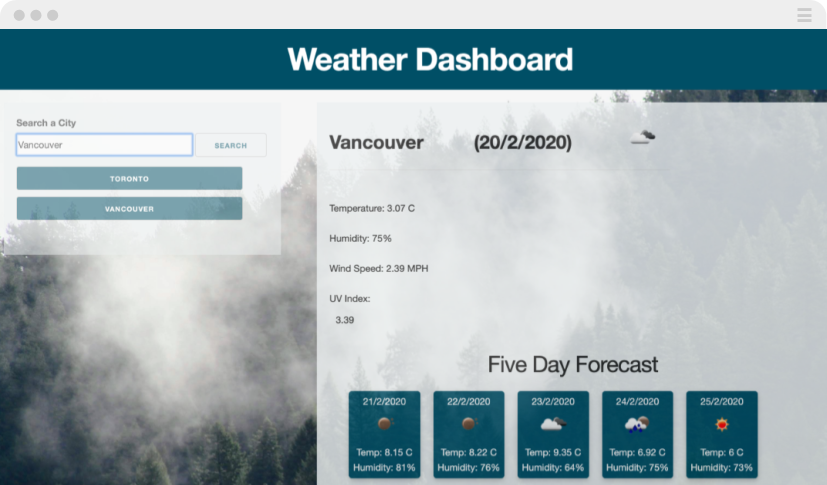 Weather Dashboard
Search a City
Vancouver
SEARCH
TORONTO
VANCOUVER
Vancouver (20/2/2020)
Temperature: 3.07 C
Humidity: 75%
Wind Speed: 2.39 MPH
UV Index:
3.39
Five Day Forecast
21/2/2020
Temp: 8.15 C
Humidity: 81%
22/2/2020
Temp: 8.22 C
Humidity: 76%
23/2/2020
Temp: 9.35 C
Humidity: 64%
24/2/2020
Temp: 6.92 C
Humidity: 75%
25/2/2020
Temp: 6 C
Humidity: 73%